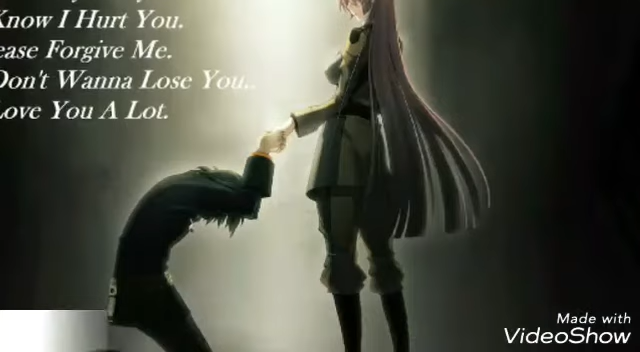 Know I Hurt You.
ease Forgive Me.
Don't Wanna Lose You..
Love You A Lot.
Made with
VideoShow